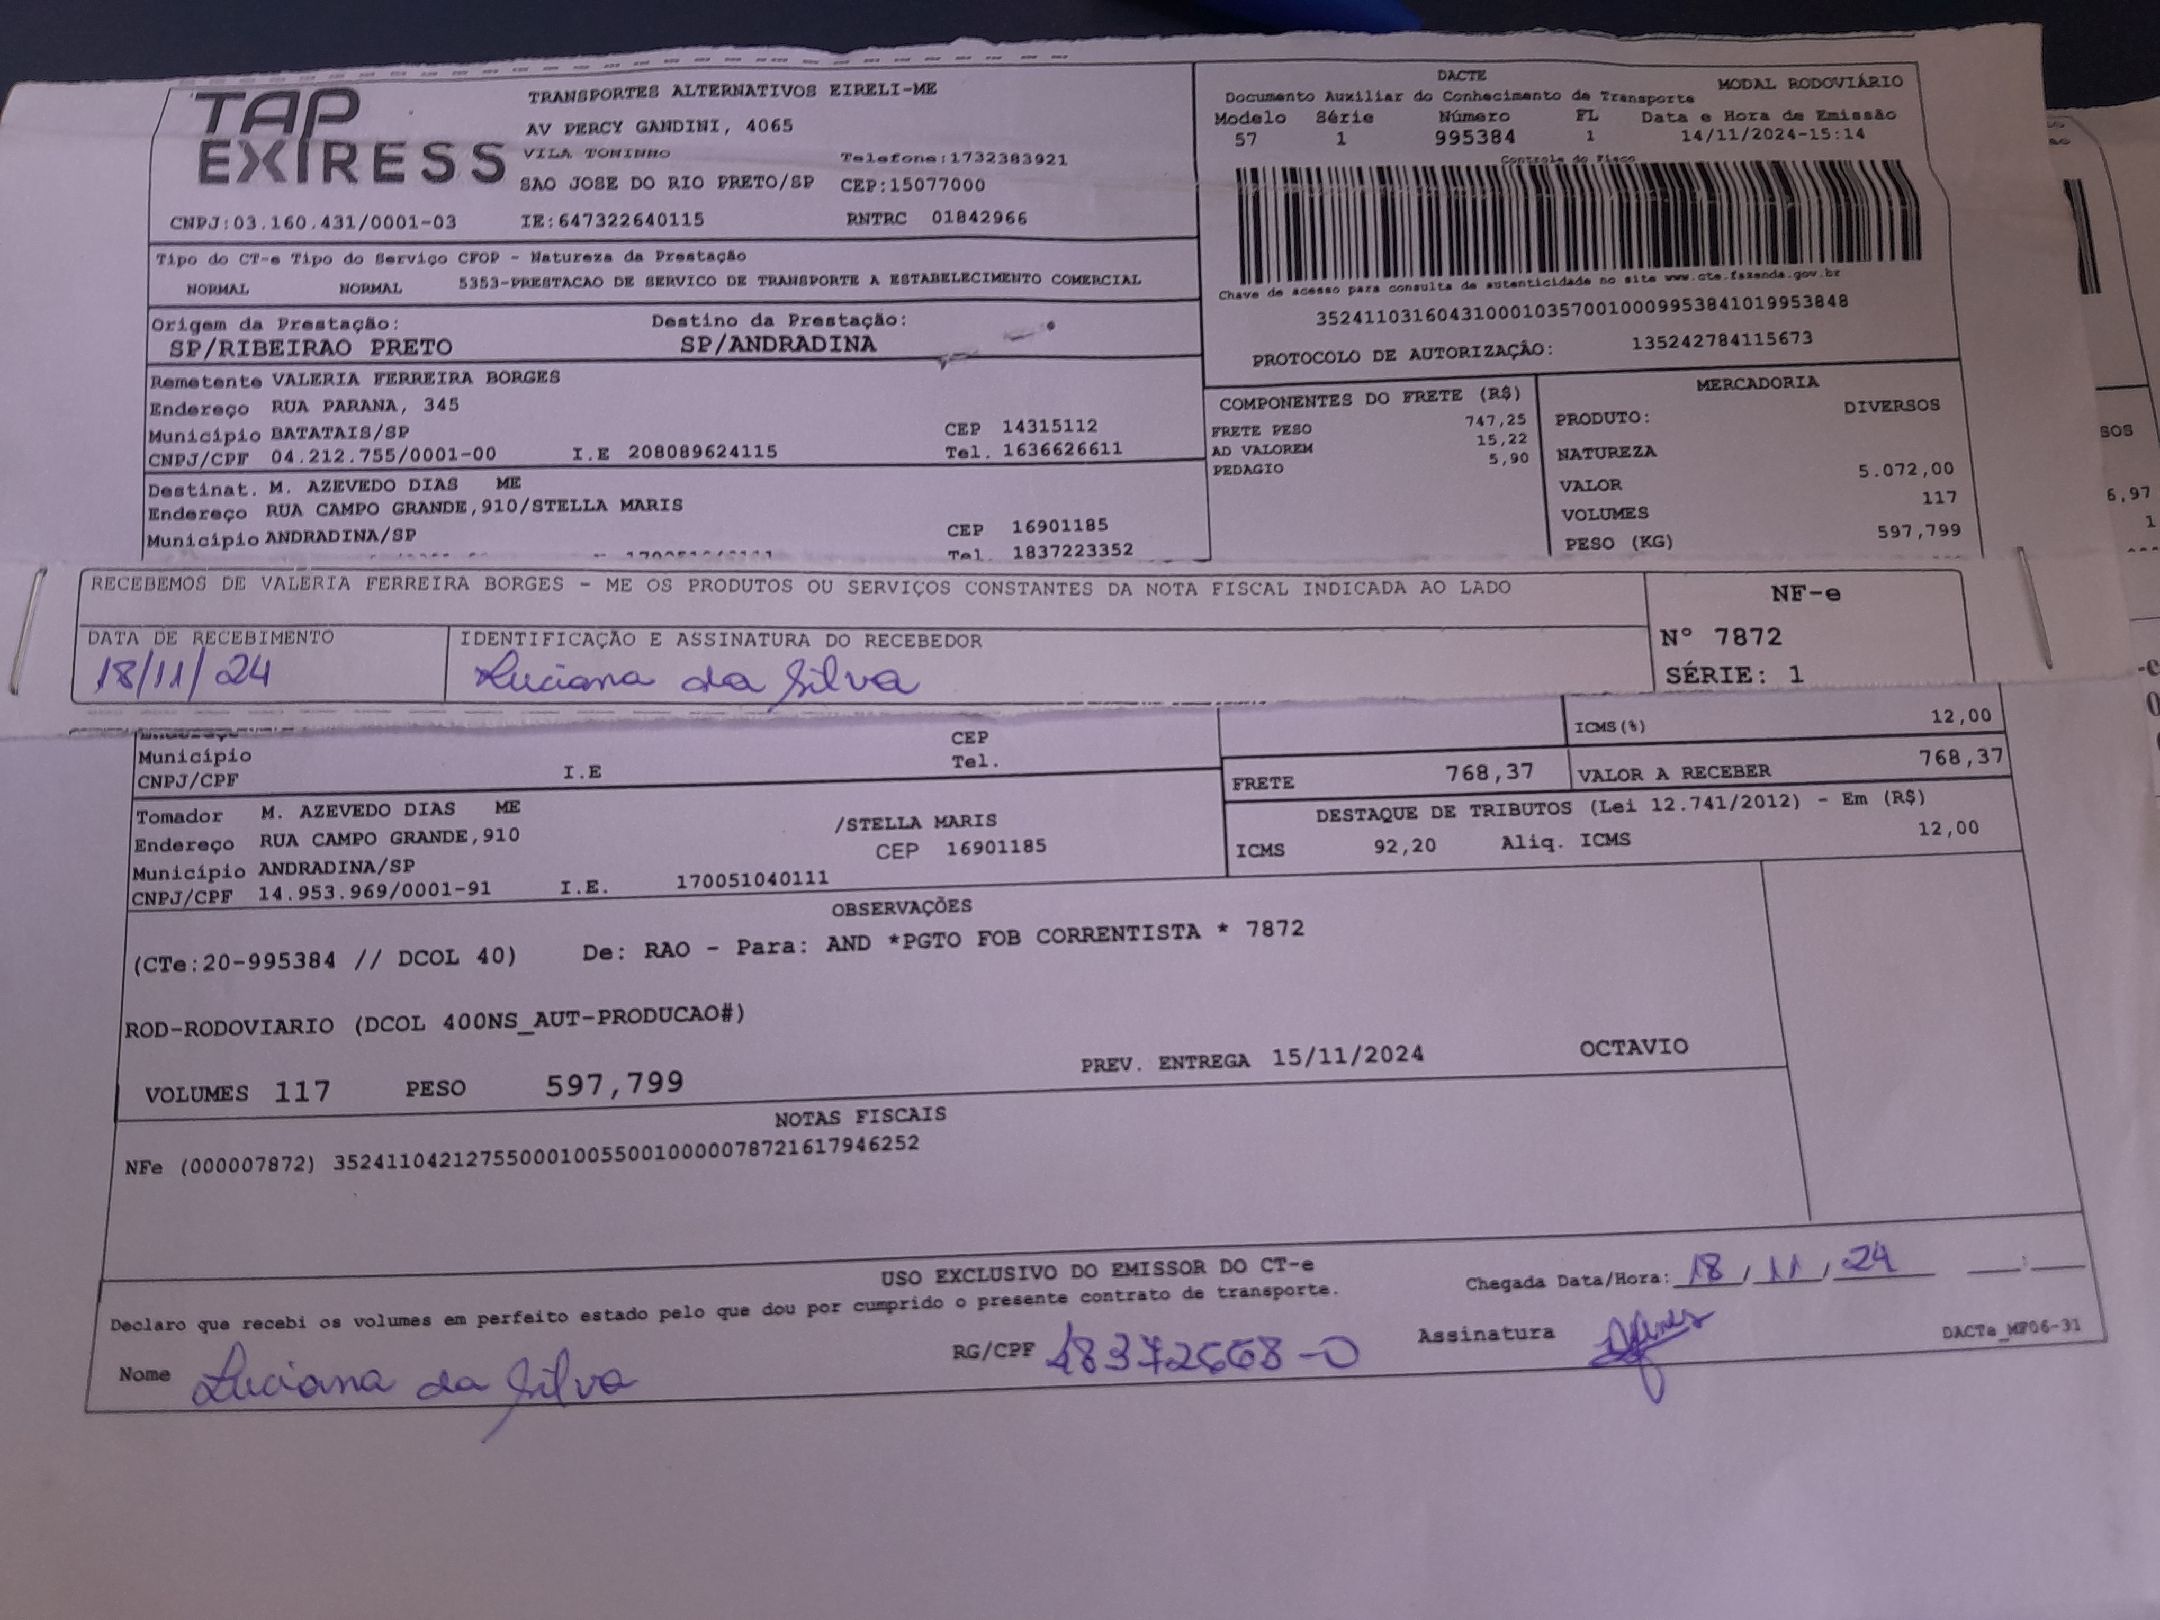 TAP EXIRESS
TRANSPORTES ALTERNATIVOS EIRELI-ME
AV PERCY GANDINI, 4065
VILA TONINHO Telefone:1732383921
SAO JOSE DO RIO PRETO/SP CEP:15077000
CNPJ:03.160.431/0001-03 IE:647322640115 RNTRC 01842966
DACTE MODAL RODOVIÁRIO
Documento Auxiliar do Conhecimento de Transporte
Modelo Série Número FL Data e Hora de Emissão
57 1 995384 1 14/11/2024-15:14
Controle do Fisco
Chave de acesso para consulta de autenticidade no site www.cte.fazenda.gov.br
35241103160431000103570010009953841019953848
PROTOCOLO DE AUTORIZAÇÃO: 135242784115673
Tipo do CT-e Tipo do Serviço CFOP - Natureza da Prestação
NORMAL NORMAL 5353-PRESTACAO DE SERVICO DE TRANSPORTE A ESTABELECIMENTO COMERCIAL
Origem da Prestação: Destino da Prestação:
SP/RIBEIRAO PRETO SP/ANDRADINA
Remetente VALERIA FERREIRA BORGES
Endereço RUA PARANA, 345
Município BATATAIS/SP CEP 14315112
CNPJ/CPF 04.212.755/0001-00 I.E 208089624115 Tel. 1636626611
Destinat. M. AZEVEDO DIAS ME
Endereço RUA CAMPO GRANDE,910/STELLA MARIS
Município ANDRADINA/SP CEP 16901185
Tel. 1837223352
COMPONENTES DO FRETE (R$)
FRETE PESO 747,25
AD VALOREM 15,22
PEDAGIO 5,90
MERCADORIA
PRODUTO: DIVERSOS
NATUREZA
VALOR 5.072,00
VOLUMES 117
PESO (KG) 597,799
RECEBEMOS DE VALERIA FERREIRA BORGES - ME OS PRODUTOS OU SERVIÇOS CONSTANTES DA NOTA FISCAL INDICADA AO LADO
DATA DE RECEBIMENTO IDENTIFICAÇÃO E ASSINATURA DO RECEBEDOR
18/11/24 Luciana da Silva
NF-e
N° 7872
SÉRIE: 1
Município CEP
CNPJ/CPF I.E Tel.
ICMS(%) 12,00
FRETE 768,37 VALOR A RECEBER 768,37
Tomador M. AZEVEDO DIAS ME
Endereço RUA CAMPO GRANDE,910 /STELLA MARIS
Município ANDRADINA/SP CEP 16901185
CNPJ/CPF 14.953.969/0001-91 I.E. 170051040111
DESTAQUE DE TRIBUTOS (Lei 12.741/2012) - Em (R$)
ICMS 92,20 Aliq. ICMS 12,00
OBSERVAÇÕES
(CTe:20-995384 // DCOL 40) De: RAO - Para: AND *PGTO FOB CORRENTISTA * 7872
ROD-RODOVIARIO (DCOL 400NS_AUT-PRODUCAO#)
VOLUMES 117 PESO 597,799 PREV. ENTREGA 15/11/2024 OCTAVIO
NOTAS FISCAIS
NFe (000007872) 35241104212755000100550010000078721617946252
USO EXCLUSIVO DO EMISSOR DO CT-e
Declaro que recebi os volumes em perfeito estado pelo que dou por cumprido o presente contrato de transporte.
Chegada Data/Hora: 18/11/24 __:__
Nome Luciana da Silva RG/CPF 48372668-0 Assinatura
DACTe_MF06-31